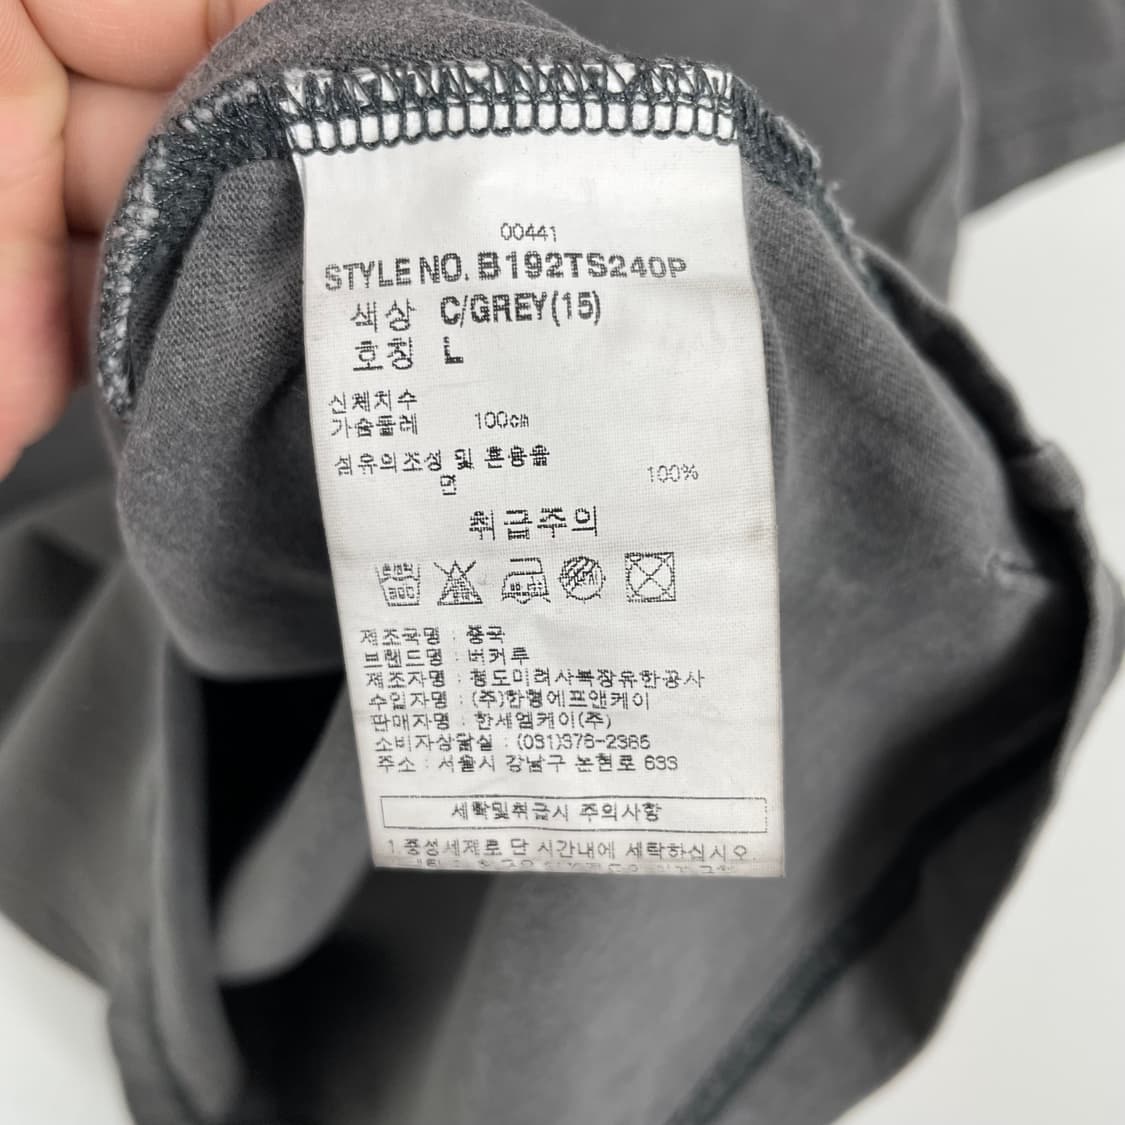 00441
STYLE NO. B192TS240P
색상 C/GREY(15)
호칭 L
신체치수
가슴둘레 100cm
섬유의조성 및 혼용율
면 100%
취급주의
제조국명 : 중국
브랜드명 : 버커루
제조자명 : 청도미려사복장유한공사
수입자명 : (주)한형에프앤케이
판매자명 : 한세엠케이(주)
소비자상담실 : (031)376-2365
주소 : 서울시 강남구 논현로 633
세탁및취급시 주의사항
1.중성세제로 단 시간내에 세탁하십시오.